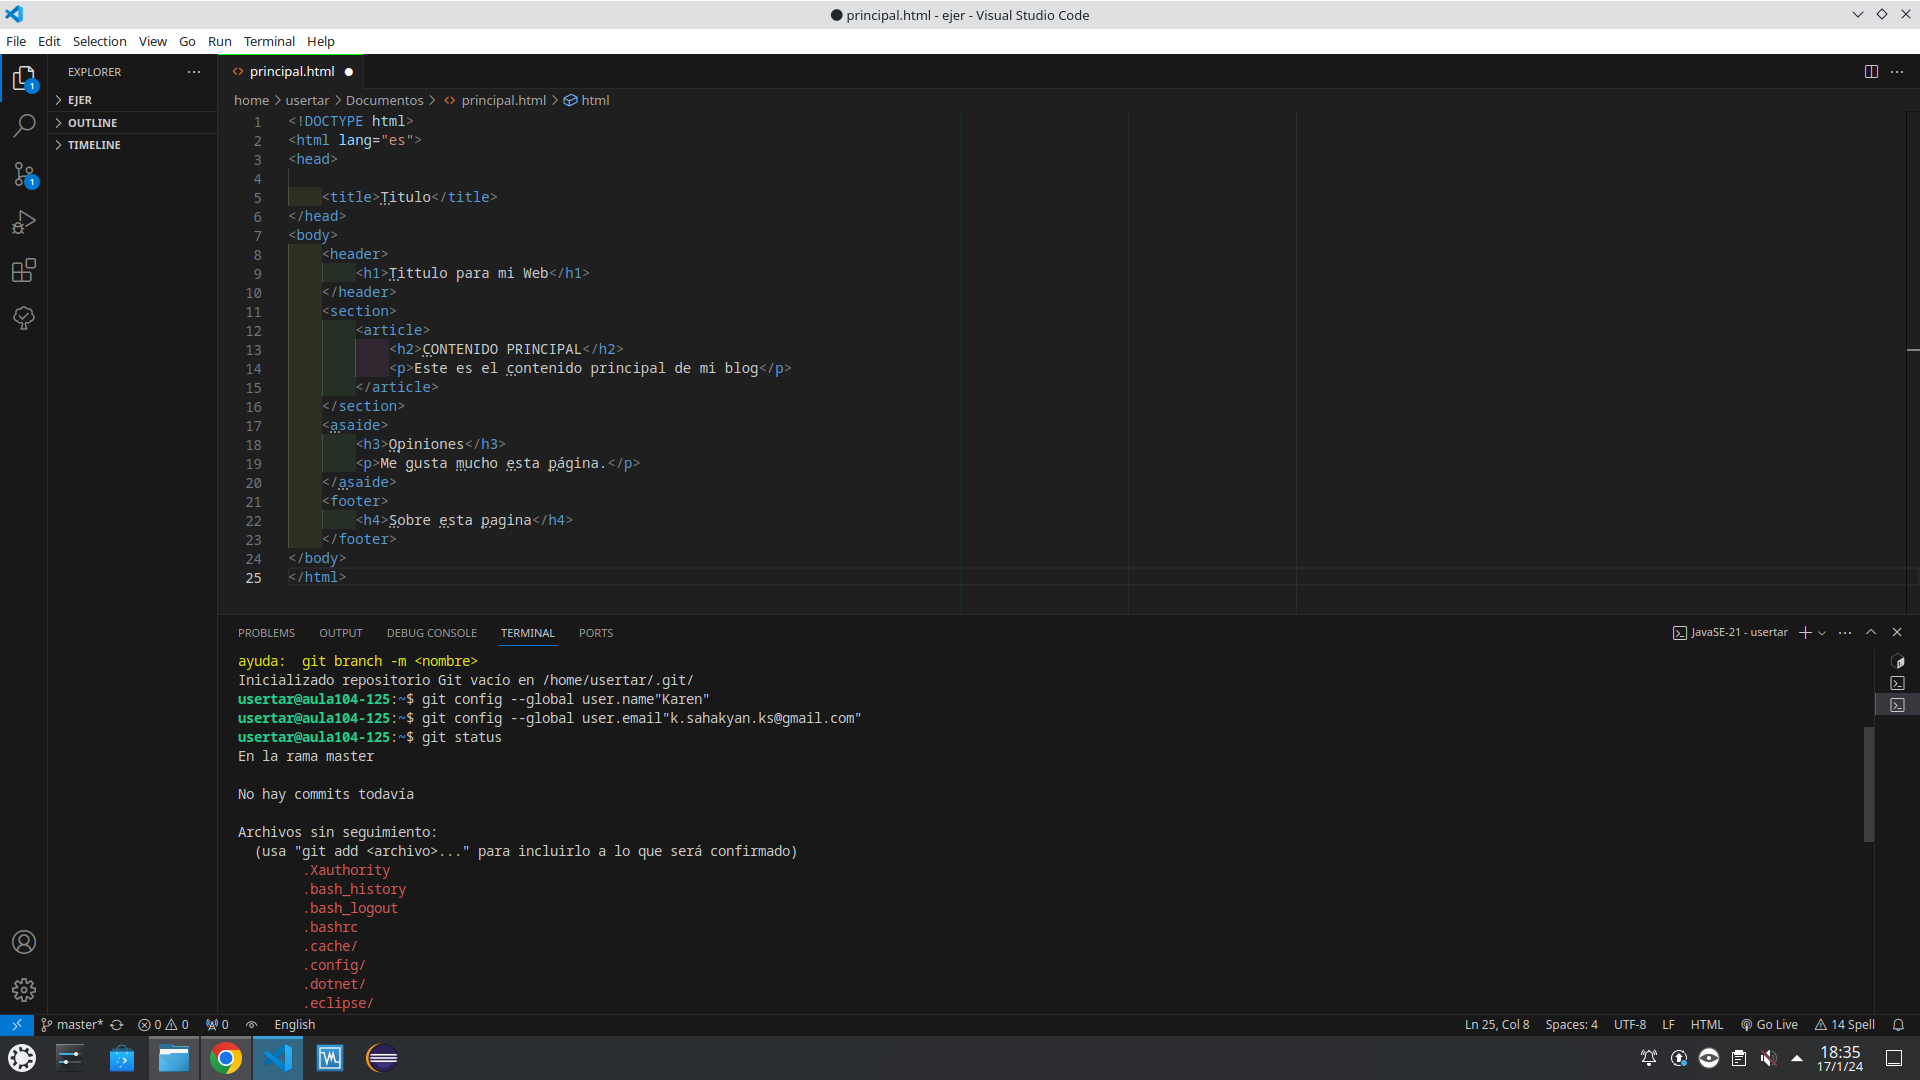 principal.html - ejer - Visual Studio Code
File Edit Selection View Go Run Terminal Help
EXPLORER
EJER
OUTLINE
TIMELINE
1
1
principal.html
home > usertar > Documentos > principal.html > html
1 <!DOCTYPE html>
2 <html lang="es">
3 <head>
4
5 <title>Titulo</title>
6 </head>
7 <body>
8 <header>
9 <h1>Tittulo para mi Web</h1>
10 </header>
11 <section>
12 <article>
13 <h2>CONTENIDO PRINCIPAL</h2>
14 <p>Este es el contenido principal de mi blog</p>
15 </article>
16 </section>
17 <asaide>
18 <h3>Opiniones</h3>
19 <p>Me gusta mucho esta página.</p>
20 </asaide>
21 <footer>
22 <h4>Sobre esta pagina</h4>
23 </footer>
24 </body>
25 </html>
PROBLEMS OUTPUT DEBUG CONSOLE TERMINAL PORTS
JavaSE-21 - usertar
ayuda:  git branch -m <nombre>
Inicializado repositorio Git vacío en /home/usertar/.git/
usertar@aula104-125:~$ git config --global user.name"Karen"
usertar@aula104-125:~$ git config --global user.email"k.sahakyan.ks@gmail.com"
usertar@aula104-125:~$ git status
En la rama master
No hay commits todavía
Archivos sin seguimiento:
(usa "git add <archivo>..." para incluirlo a lo que será confirmado)
.Xauthority
.bash_history
.bash_logout
.bashrc
.cache/
.config/
.dotnet/
.eclipse/
master* 0 0 0 English
Ln 25, Col 8 Spaces: 4 UTF-8 LF HTML Go Live 14 Spell
18:35
17/1/24